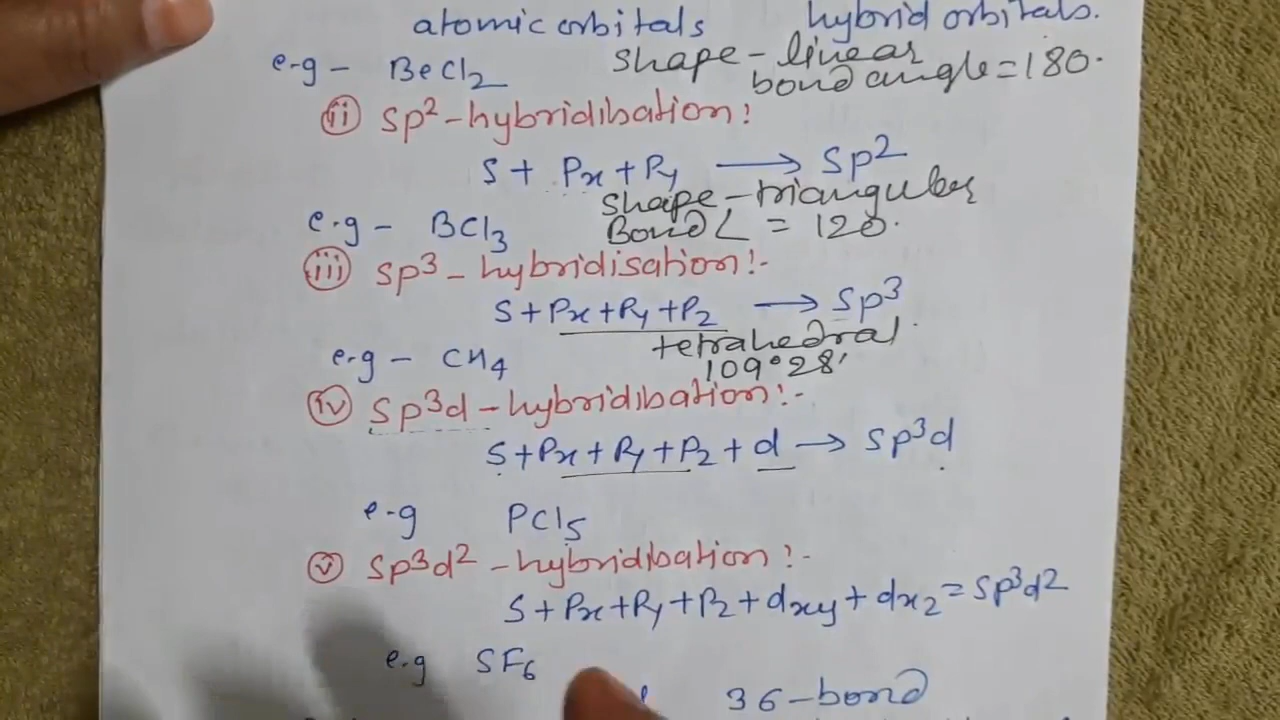 atomic orbitals hybrid orbitals.
e.g - BeCl2 shape - linear
bond angle = 180.
(ii) Sp2 - hybridisation :
S + Px + Py → Sp2
shape - triangular
e.g - BCl3 Bond ∠ = 120.
(iii) Sp3 - hybridisation :-
S + Px + Py + Pz → Sp3
tetrahedral.
e.g - CH4 109°28'
(iv) Sp3d - hybridisation :-
S + Px + Py + Pz + d → Sp3d
e-g PCl5
(v) Sp3d2 - hybridisation :-
S + Px + Py + Pz + dxy + dxz = Sp3d2
e.g SF6
36 - bond